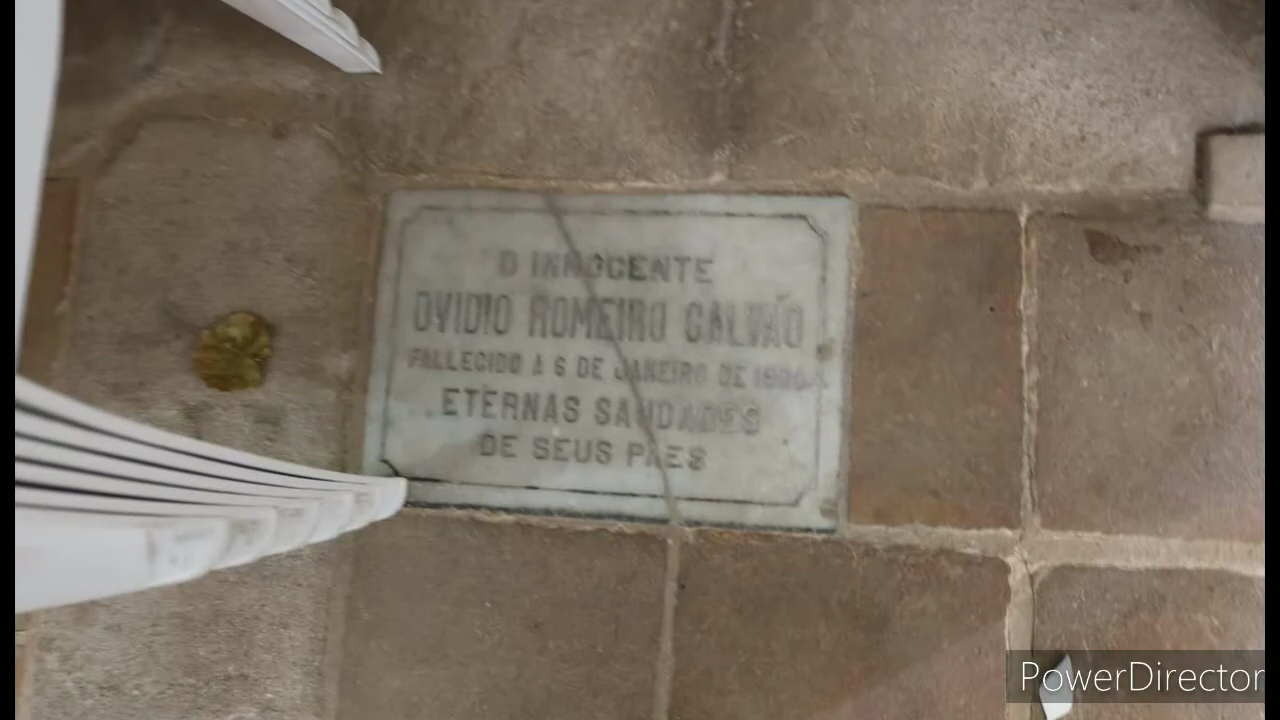 O INNOCENTE
OVIDIO ROMEIRO GALVÃO
FALLECIDO A 6 DE JANEIRO DE
ETERNAS SAUDADES
DE SEUS PAES
PowerDirector